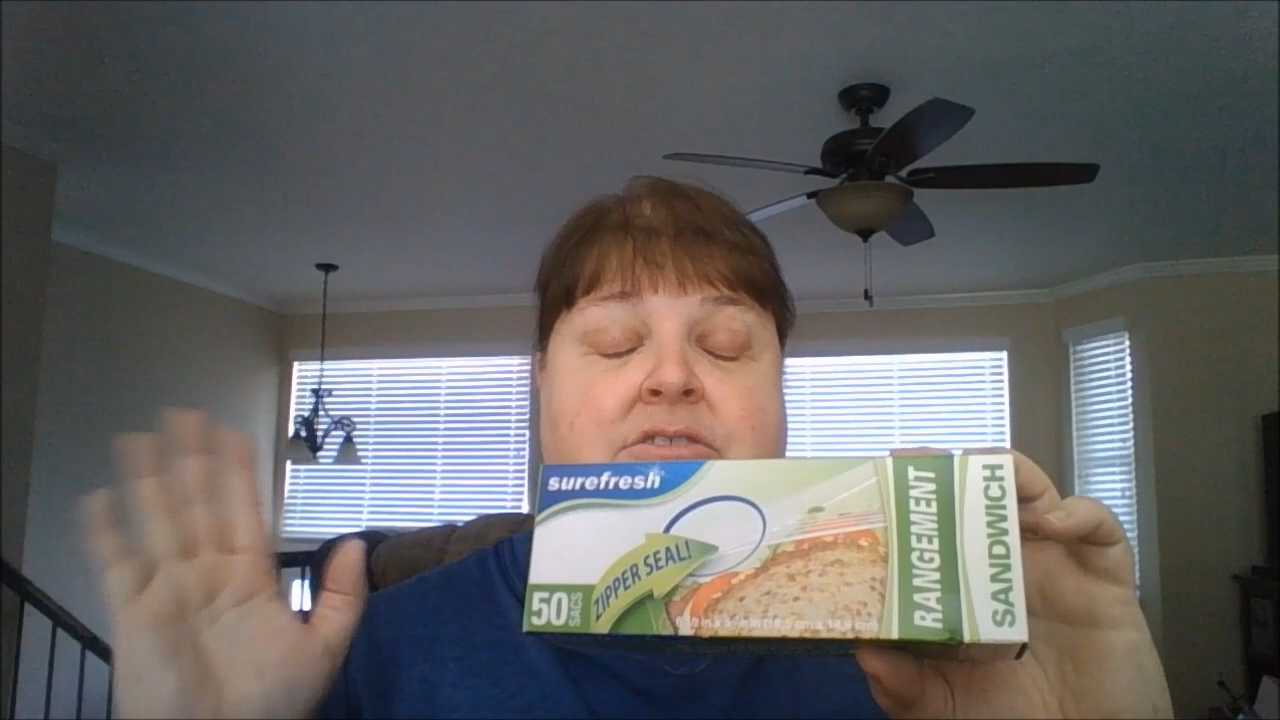 surefresh
ZIPPER SEAL!
50 SACS
RANGEMENT
SANDWICH